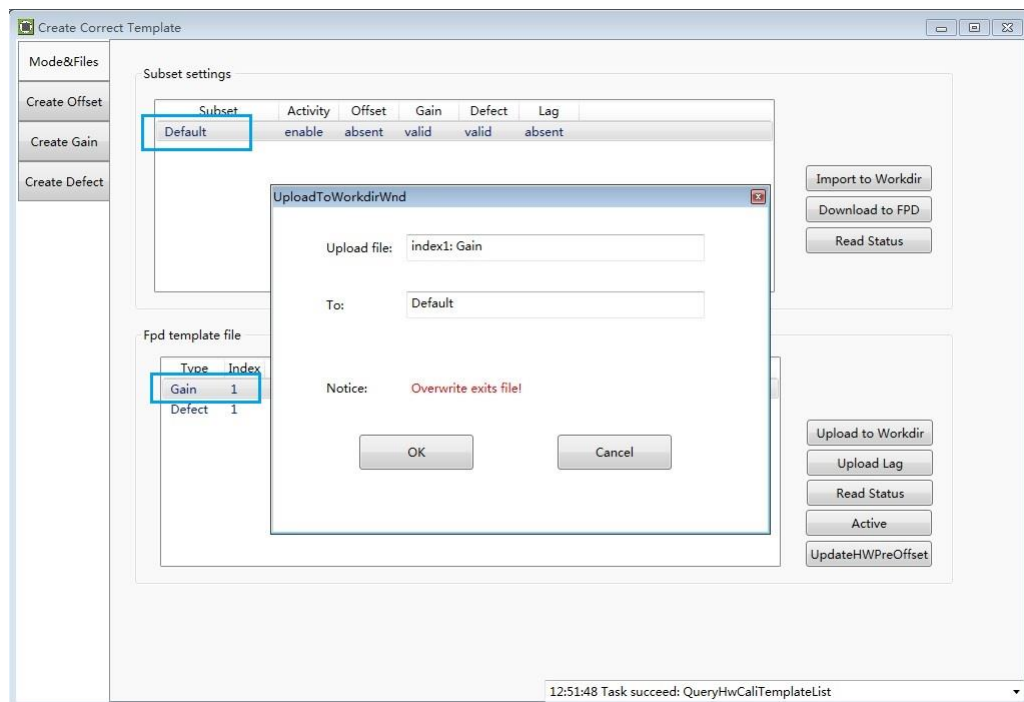 Create Correct Template
Mode&Files
Create Offset
Create Gain
Create Defect
Subset settings
Subset Activity Offset Gain Defect Lag
Default enable absent valid valid absent
Import to Workdir
Download to FPD
Read Status
UploadToWorkdirWnd
Upload file: index1: Gain
To: Default
Notice: Overwrite exits file!
OK Cancel
Fpd template file
Type Index
Gain 1
Defect 1
Upload to Workdir
Upload Lag
Read Status
Active
UpdateHWPreOffset
12:51:48 Task succeed: QueryHwCaliTemplateList